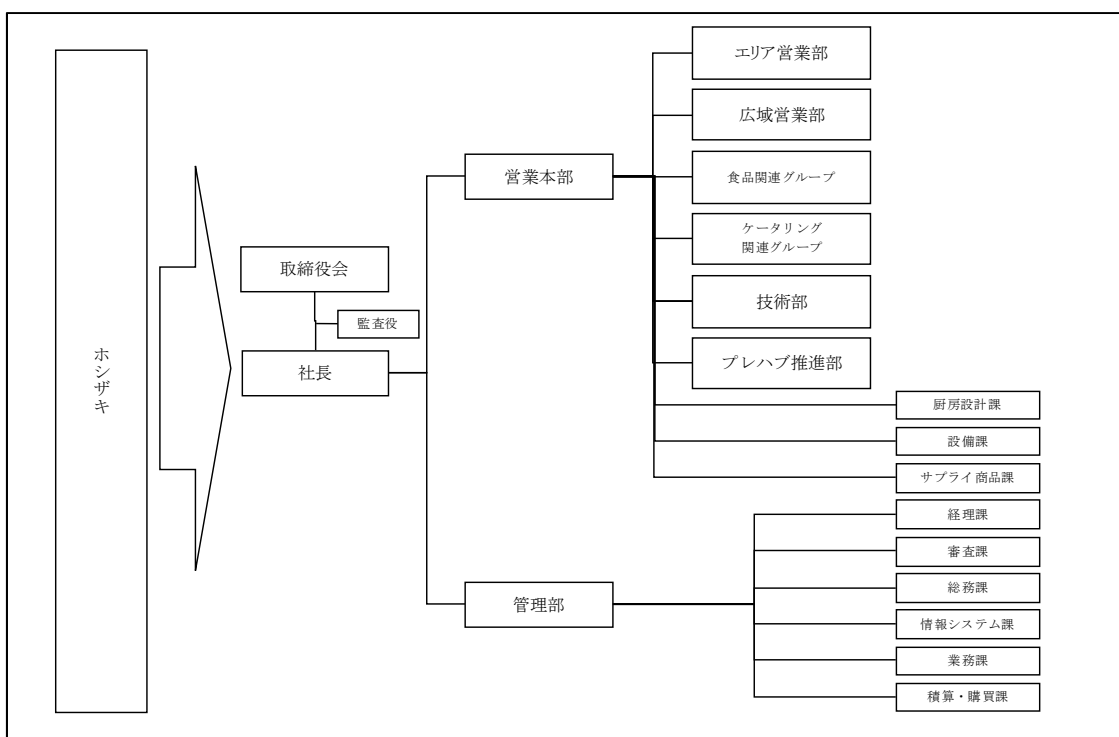 ホシザキ
取締役会
監査役
社長
営業本部
管理部
エリア営業部
広域営業部
食品関連グループ
ケータリング
関連グループ
技術部
プレハブ推進部
厨房設計課
設備課
サプライ商品課
経理課
審査課
総務課
情報システム課
業務課
積算・購買課